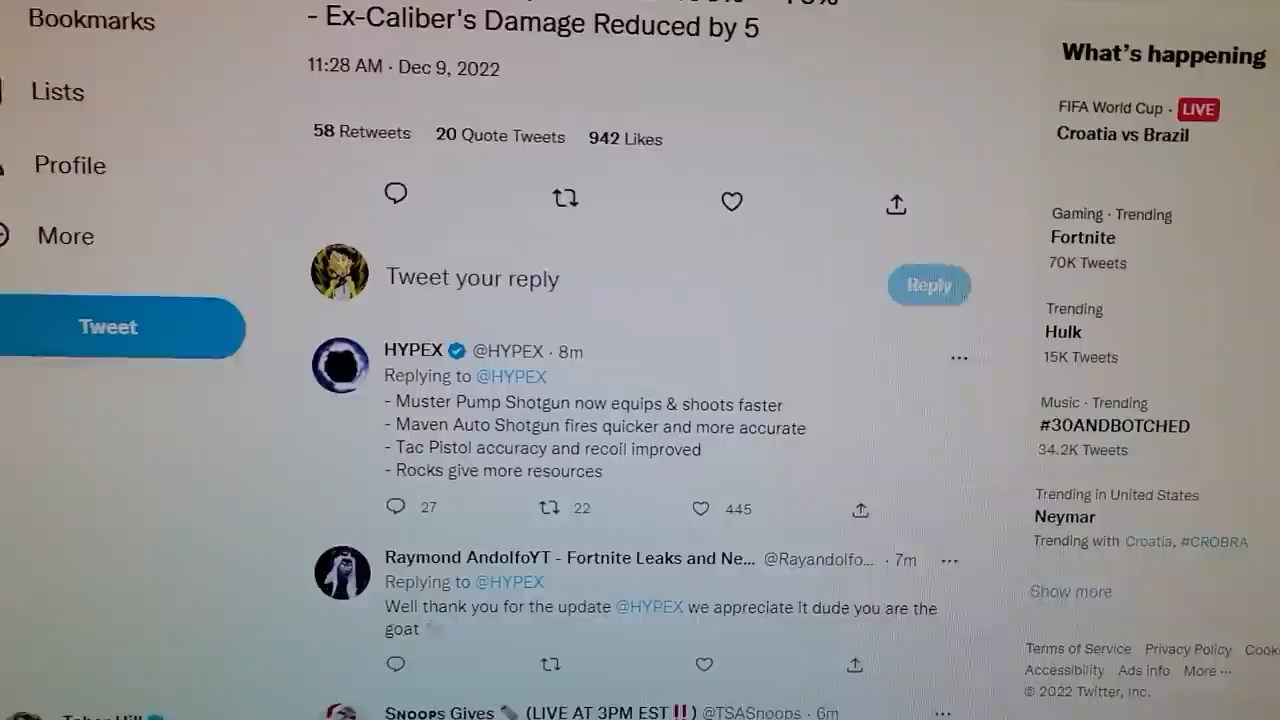 - Ex-Caliber's Damage Reduced by 5
11:28 AM · Dec 9, 2022
58 Retweets 20 Quote Tweets 942 Likes
Bookmarks
Lists
Profile
More
Tweet
Tweet your reply
Reply
HYPEX @HYPEX · 8m
Replying to @HYPEX
- Muster Pump Shotgun now equips & shoots faster
- Maven Auto Shotgun fires quicker and more accurate
- Tac Pistol accuracy and recoil improved
- Rocks give more resources
27 22 445
Raymond AndolfoYT - Fortnite Leaks and Ne... @Rayandolfo... · 7m
Replying to @HYPEX
Well thank you for the update @HYPEX we appreciate it dude you are the
goat
Snoops Gives (LIVE AT 3PM EST ‼) @TSASnoops · 6m
What's happening
FIFA World Cup · LIVE
Croatia vs Brazil
Gaming · Trending
Fortnite
70K Tweets
Trending
Hulk
15K Tweets
Music · Trending
#30ANDBOTCHED
34.2K Tweets
Trending in United States
Neymar
Trending with Croatia, #CROBRA
Show more
Terms of Service Privacy Policy
Accessibility Ads info More ...
© 2022 Twitter, Inc.